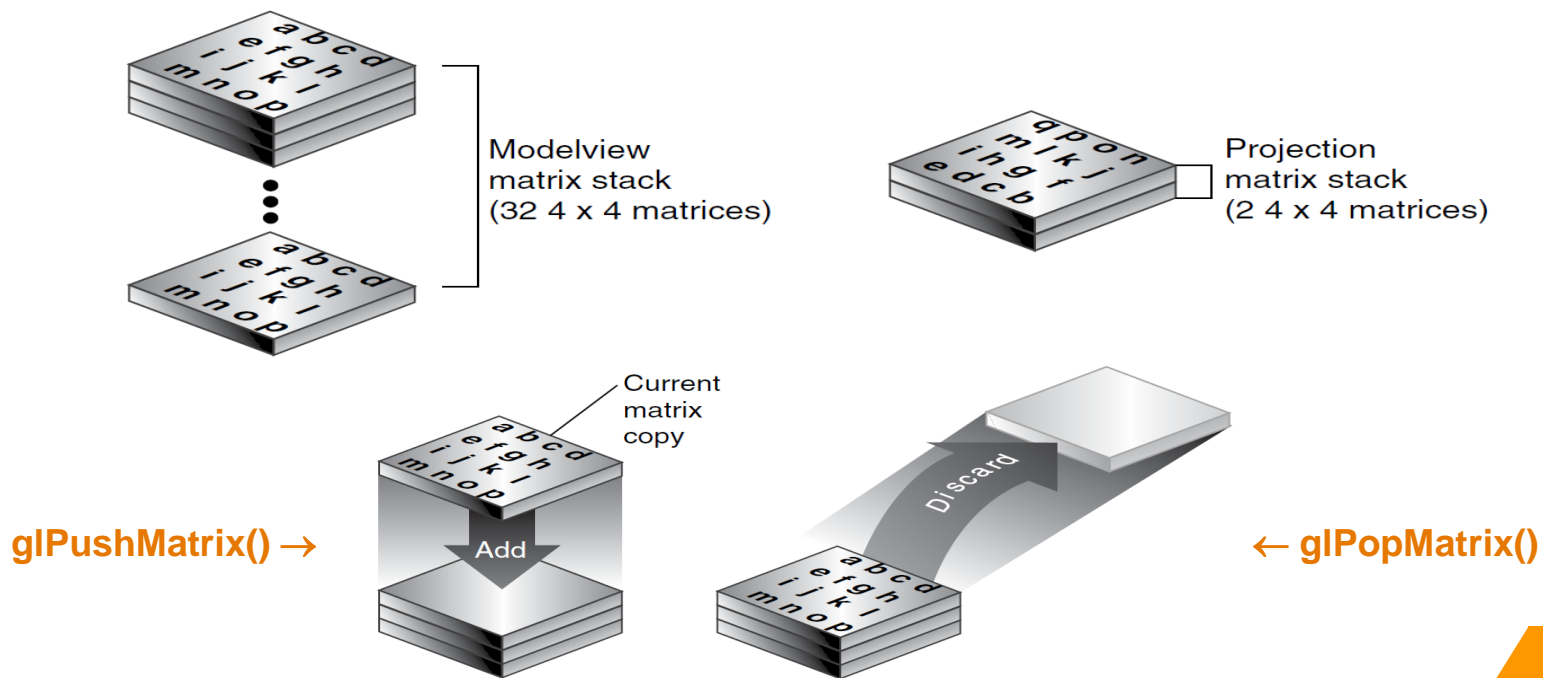 a b c d
e f g h
i j k l
m n o p
Modelview
matrix stack
(32 4 x 4 matrices)
a b c d
e f g h
i j k l
m n o p
q p o n
m l k j
i h g f
e d c b
Projection
matrix stack
(2 4 x 4 matrices)
Current
matrix
copy
a b c d
e f g h
i j k l
m n o p
glPushMatrix() →
Add
Discard
a b c d
e f g h
i j k l
m n o p
← glPopMatrix()